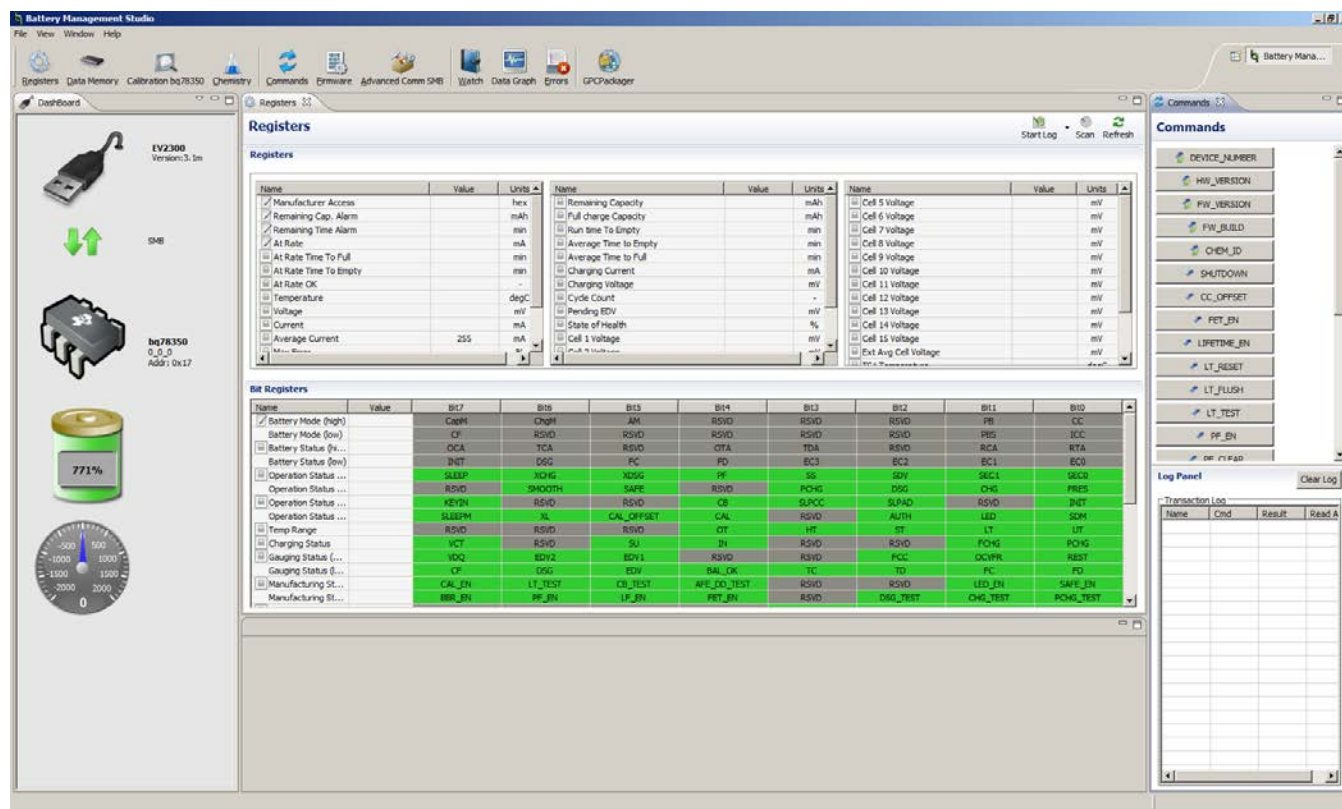 Battery Management Studio
File View Window Help
Registers Data Memory Calibration bq78350 Chemistry Commands Firmware Advanced Comm SMB Watch Data Graph Errors GPCPackager
Battery Mana...
DashBoard
EV2300
Version:3.1m
SMB
bq78350
0_0_0
Addr: 0x17
771%
-500 500
-1000 1000
-1500 1500
-2000 2000
0
Registers
Registers
Start Log Scan Refresh
Registers
Name Value Units
Manufacturer Access hex
Remaining Cap. Alarm mAh
Remaining Time Alarm min
At Rate mA
At Rate Time To Full min
At Rate Time To Empty min
At Rate OK -
Temperature degC
Voltage mV
Current mA
Average Current 255 mA
Name Value Units
Remaining Capacity mAh
Full charge Capacity mAh
Run time To Empty min
Average Time to Empty min
Average Time to Full min
Charging Current mA
Charging Voltage mV
Cycle Count -
Pending EDV mV
State of Health %
Cell 1 Voltage mV
Name Value Units
Cell 5 Voltage mV
Cell 6 Voltage mV
Cell 7 Voltage mV
Cell 8 Voltage mV
Cell 9 Voltage mV
Cell 10 Voltage mV
Cell 11 Voltage mV
Cell 12 Voltage mV
Cell 13 Voltage mV
Cell 14 Voltage mV
Cell 15 Voltage mV
Ext Avg Cell Voltage mV
Bit Registers
Name Value Bit7 Bit6 Bit5 Bit4 Bit3 Bit2 Bit1 Bit0
Battery Mode (high) CapM ChgM AM RSVD RSVD RSVD PB CC
Battery Mode (low) CF RSVD RSVD RSVD RSVD RSVD PBS ICC
Battery Status (hi... OCA TCA RSVD OTA TDA RSVD RCA RTA
Battery Status (low) INIT DSG FC FD EC3 EC2 EC1 EC0
Operation Status ... SLEEP XCHG XDSG PF SS SDV SEC1 SEC0
Operation Status ... RSVD SMOOTH SAFE RSVD PCHG DSG CHG PRES
Operation Status ... KEYIN RSVD RSVD CB SLPCC SLPAD RSVD INIT
Operation Status ... SLEEPM XL CAL_OFFSET CAL RSVD AUTH LED SDM
Temp Range RSVD RSVD RSVD OT HT ST LT UT
Charging Status VCT RSVD SU IN RSVD RSVD FCHG PCHG
Gauging Status (... VDQ EDV2 EDV1 RSVD RSVD FCC OCVFR REST
Gauging Status (l... CF DSG EDV BAL_OK TC TD FC FD
Manufacturing St... CAL_EN LT_TEST CB_TEST AFE_DD_TEST RSVD RSVD LED_EN SAFE_EN
Manufacturing St... BBR_EN PF_EN LF_EN FET_EN RSVD DSG_TEST CHG_TEST PCHG_TEST
Commands
Commands
DEVICE_NUMBER
HW_VERSION
FW_VERSION
FW_BUILD
CHEM_ID
SHUTDOWN
CC_OFFSET
FET_EN
LIFETIME_EN
LT_RESET
LT_FLUSH
LT_TEST
PF_EN
PF_CLEAR
Log Panel
Clear Log
Transaction Log
Name Cmd Result Read A